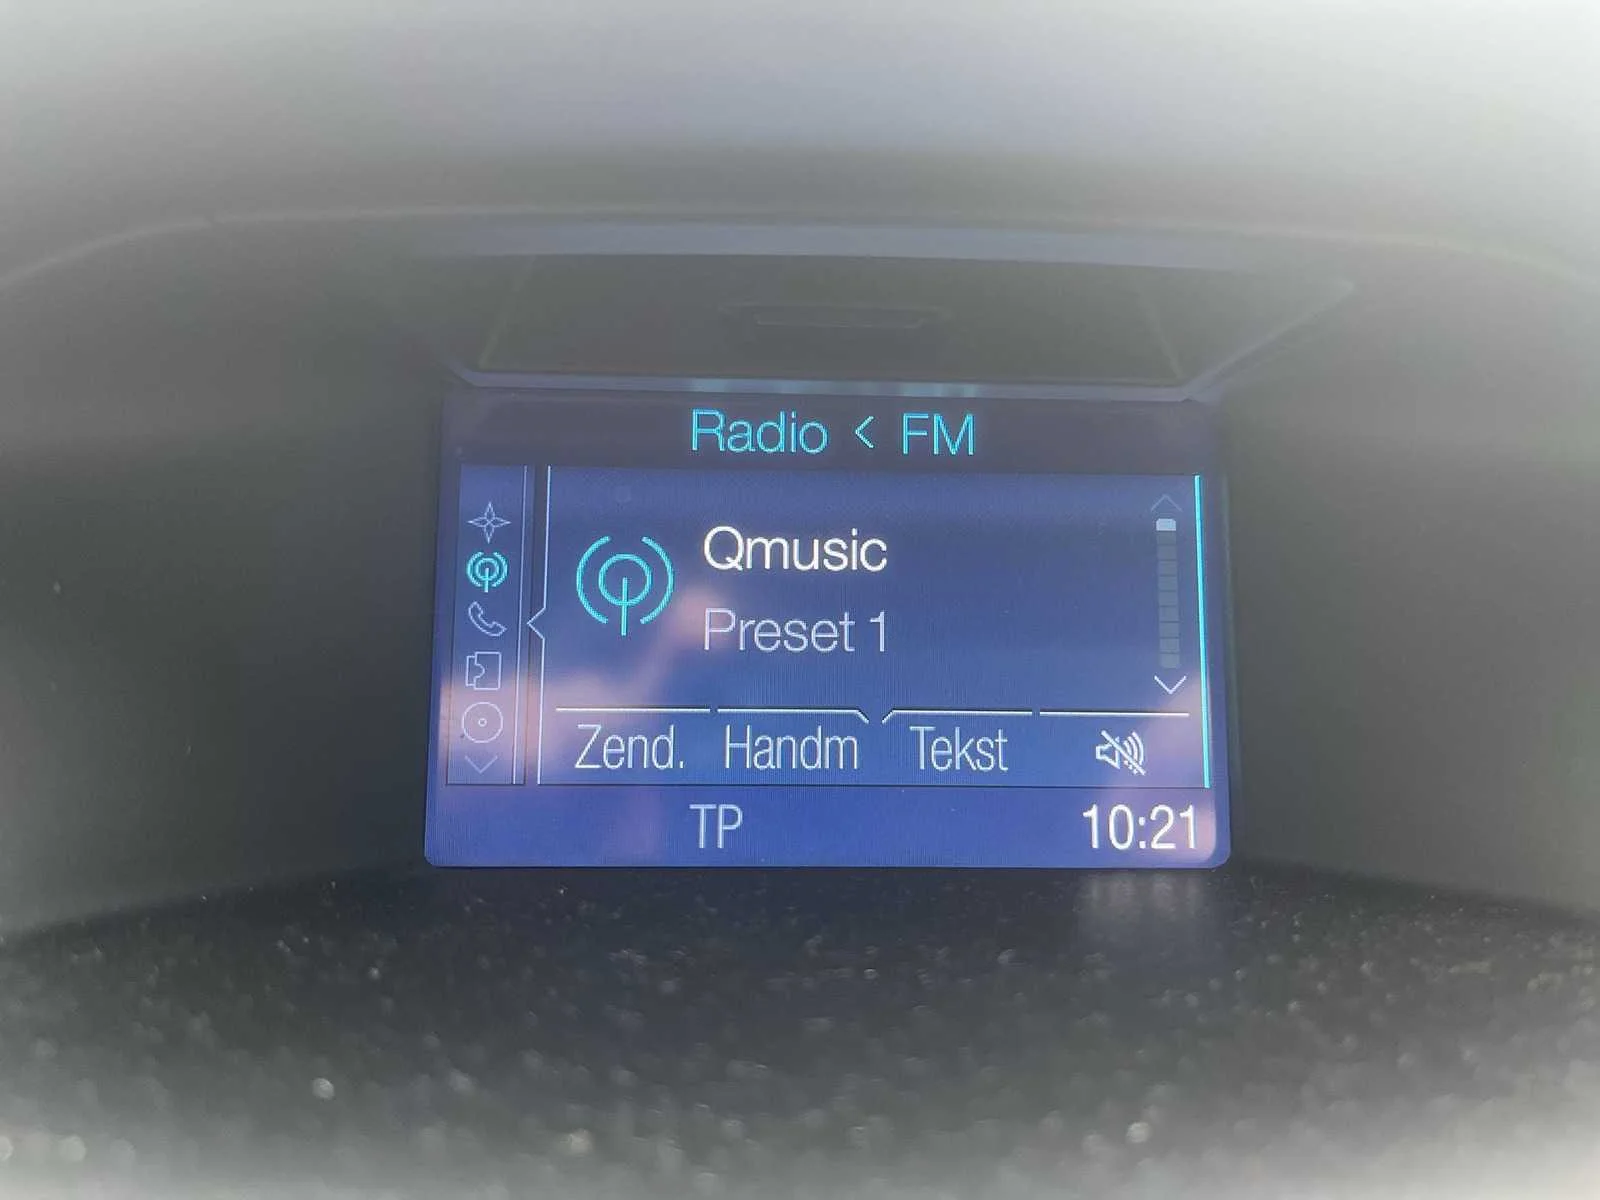 Radio < FM
Qmusic
Preset 1
Zend. Handm Tekst
TP 10:21